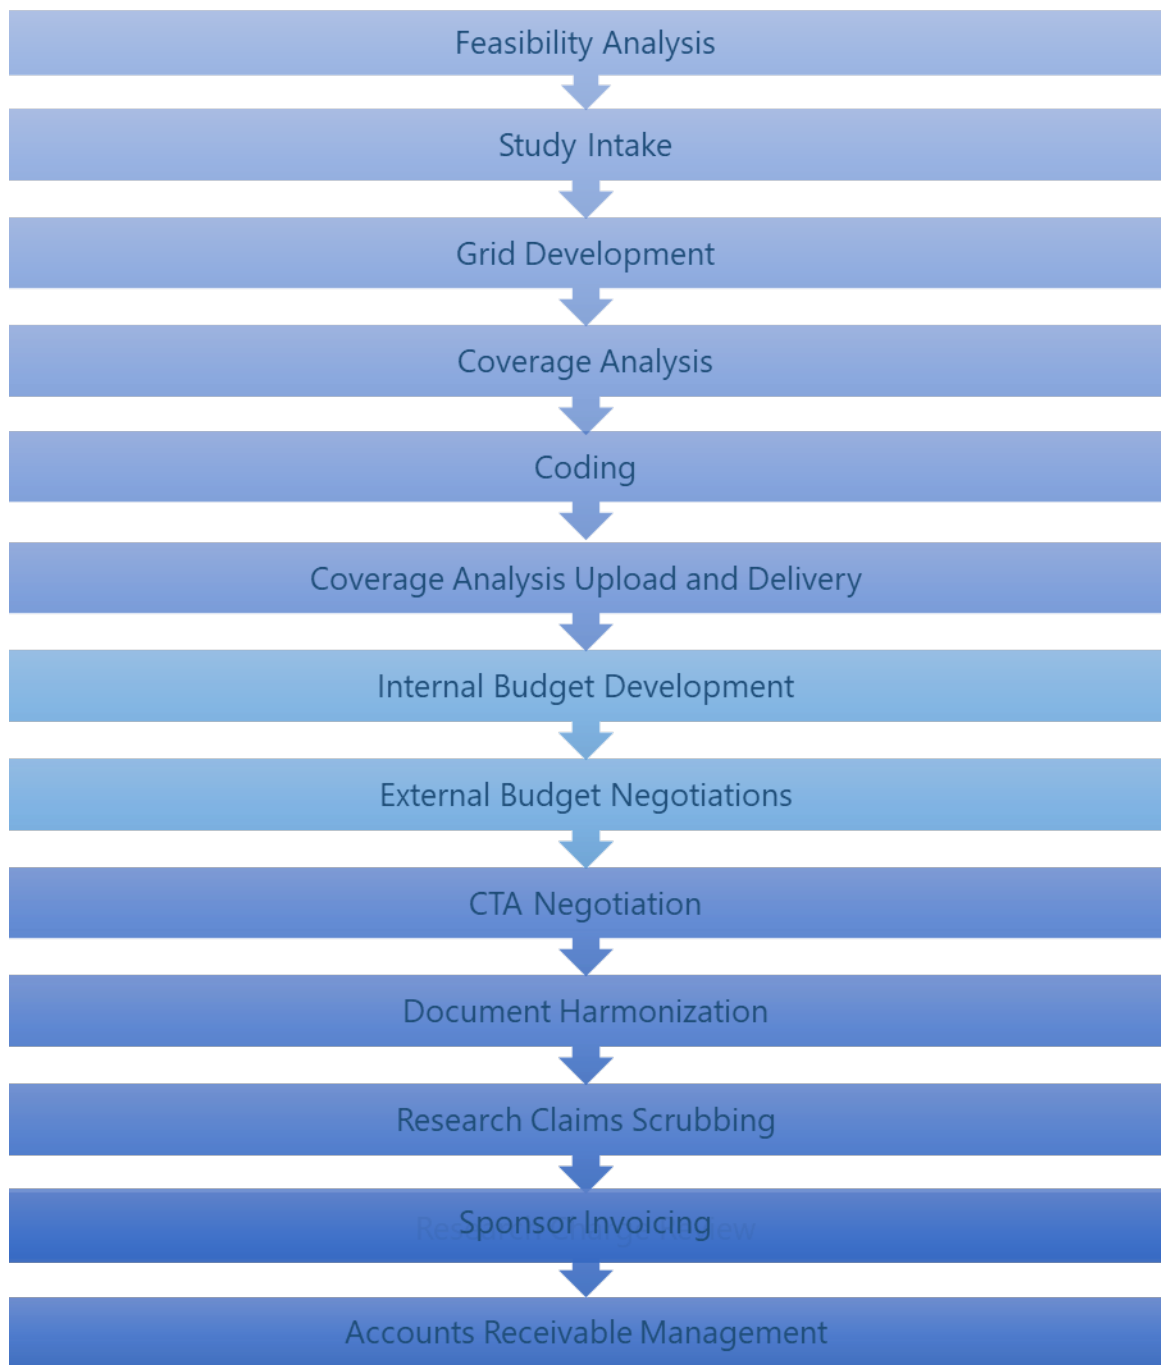 Feasibility Analysis
Study Intake
Grid Development
Coverage Analysis
Coding
Coverage Analysis Upload and Delivery
Internal Budget Development
External Budget Negotiations
CTA Negotiation
Document Harmonization
Research Claims Scrubbing
Sponsor Invoicing
Accounts Receivable Management